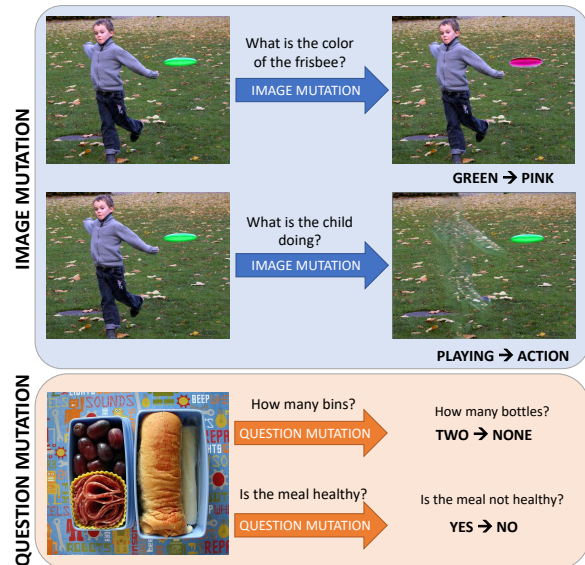 IMAGE MUTATION
What is the color
of the frisbee?
IMAGE MUTATION
GREEN → PINK
What is the child
doing?
IMAGE MUTATION
PLAYING → ACTION
QUESTION MUTATION
SOUNDS
BEEP
How many bins?
QUESTION MUTATION
How many bottles?
TWO → NONE
Is the meal healthy?
QUESTION MUTATION
Is the meal not healthy?
YES → NO